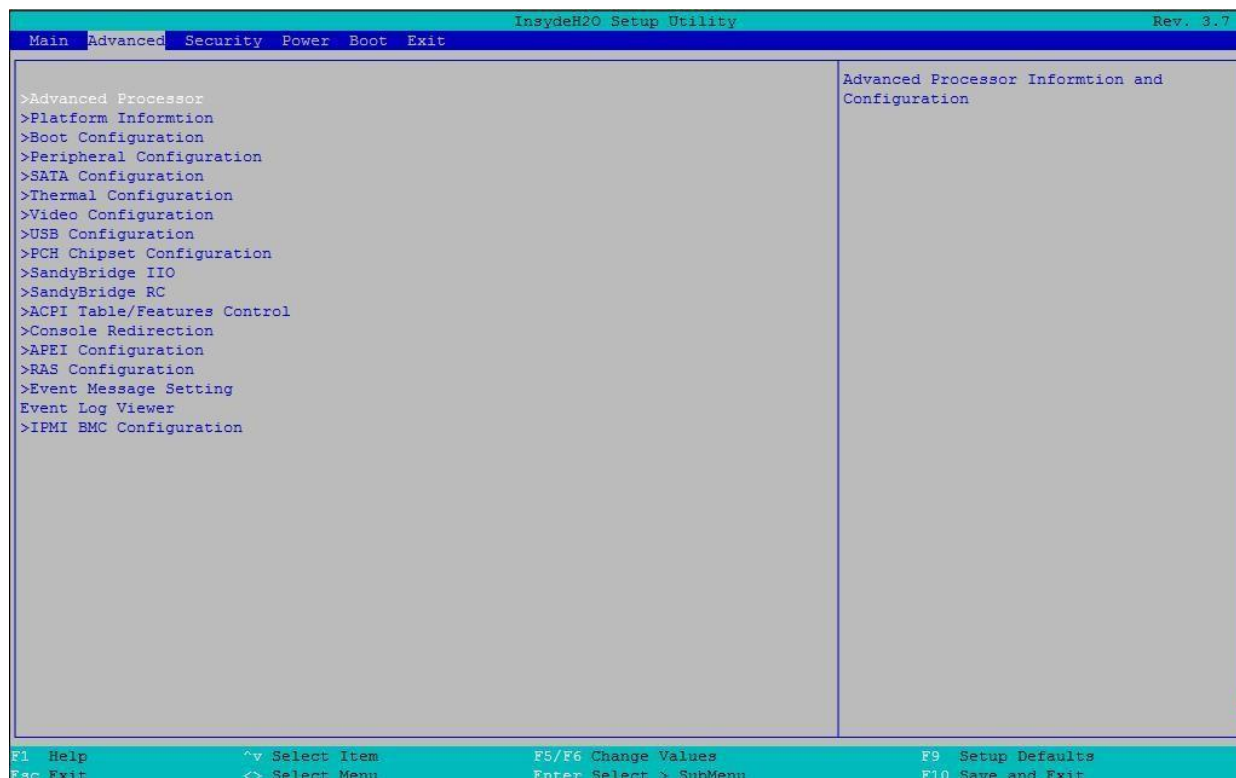 InsydeH2O Setup Utility Rev. 3.7
Main Advanced Security Power Boot Exit
>Advanced Processor
>Platform Informtion
>Boot Configuration
>Peripheral Configuration
>SATA Configuration
>Thermal Configuration
>Video Configuration
>USB Configuration
>PCH Chipset Configuration
>SandyBridge IIO
>SandyBridge RC
>ACPI Table/Features Control
>Console Redirection
>APEI Configuration
>RAS Configuration
>Event Message Setting
Event Log Viewer
>IPMI BMC Configuration
Advanced Processor Informtion and
Configuration
F1 Help ^v Select Item F5/F6 Change Values F9 Setup Defaults
Esc Exit <> Select Menu Enter Select > SubMenu F10 Save and Exit